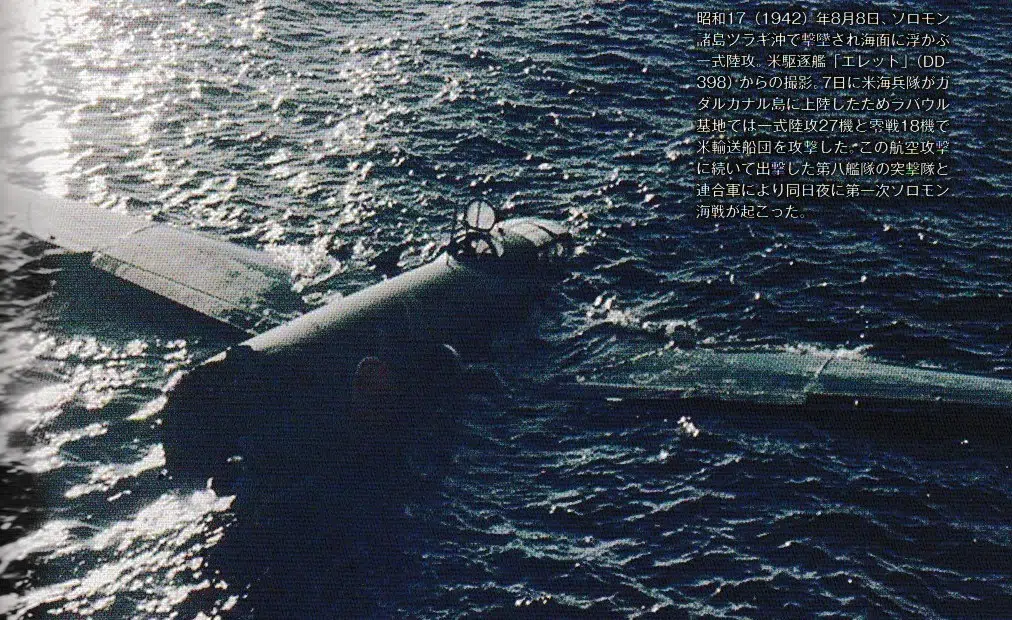 昭和17（1942）年8月8日、ソロモン
諸島ツラギ沖で撃墜され海面に浮かぶ
一式陸攻。米駆逐艦「エレット」（DD-
398）からの撮影。7日に米海兵隊がガ
ダルカナル島に上陸したためラバウル
基地では一式陸攻27機と零戦18機で
米輸送船団を攻撃した。この航空攻撃
に続いて出撃した第八艦隊の突撃隊と
連合軍により同日夜に第一次ソロモン
海戦が起こった。